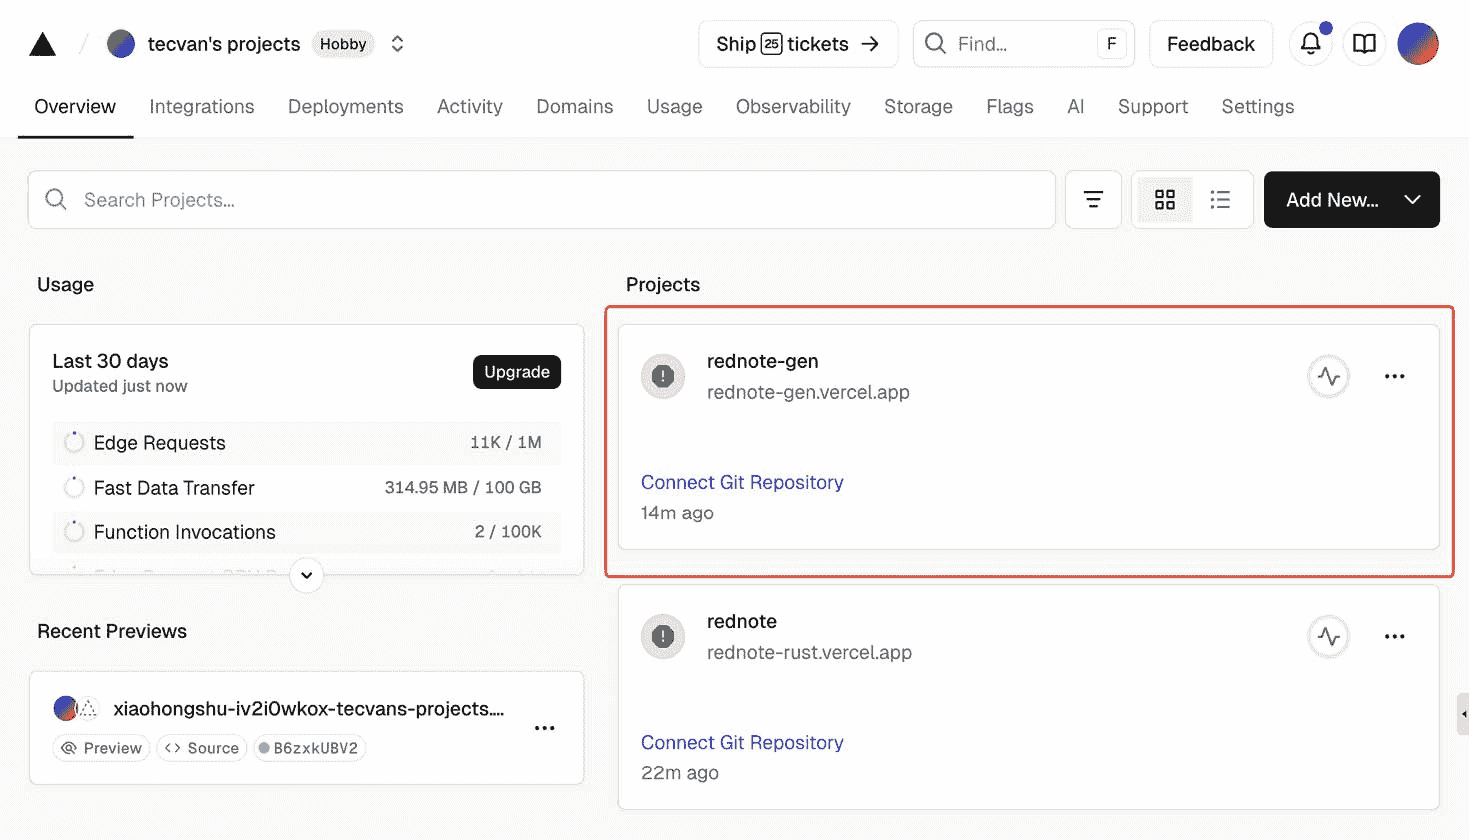 tecvan's projects Hobby
Ship 25 tickets →
Find... F
Feedback
Overview Integrations Deployments Activity Domains Usage Observability Storage Flags AI Support Settings
Search Projects...
Add New...
Usage
Last 30 days
Updated just now
Upgrade
Edge Requests 11K / 1M
Fast Data Transfer 314.95 MB / 100 GB
Function Invocations 2 / 100K
Recent Previews
xiaohongshu-iv2i0wkox-tecvans-projects....
Preview Source B6zxkUBV2
Projects
rednote-gen
rednote-gen.vercel.app
Connect Git Repository
14m ago
rednote
rednote-rust.vercel.app
Connect Git Repository
22m ago